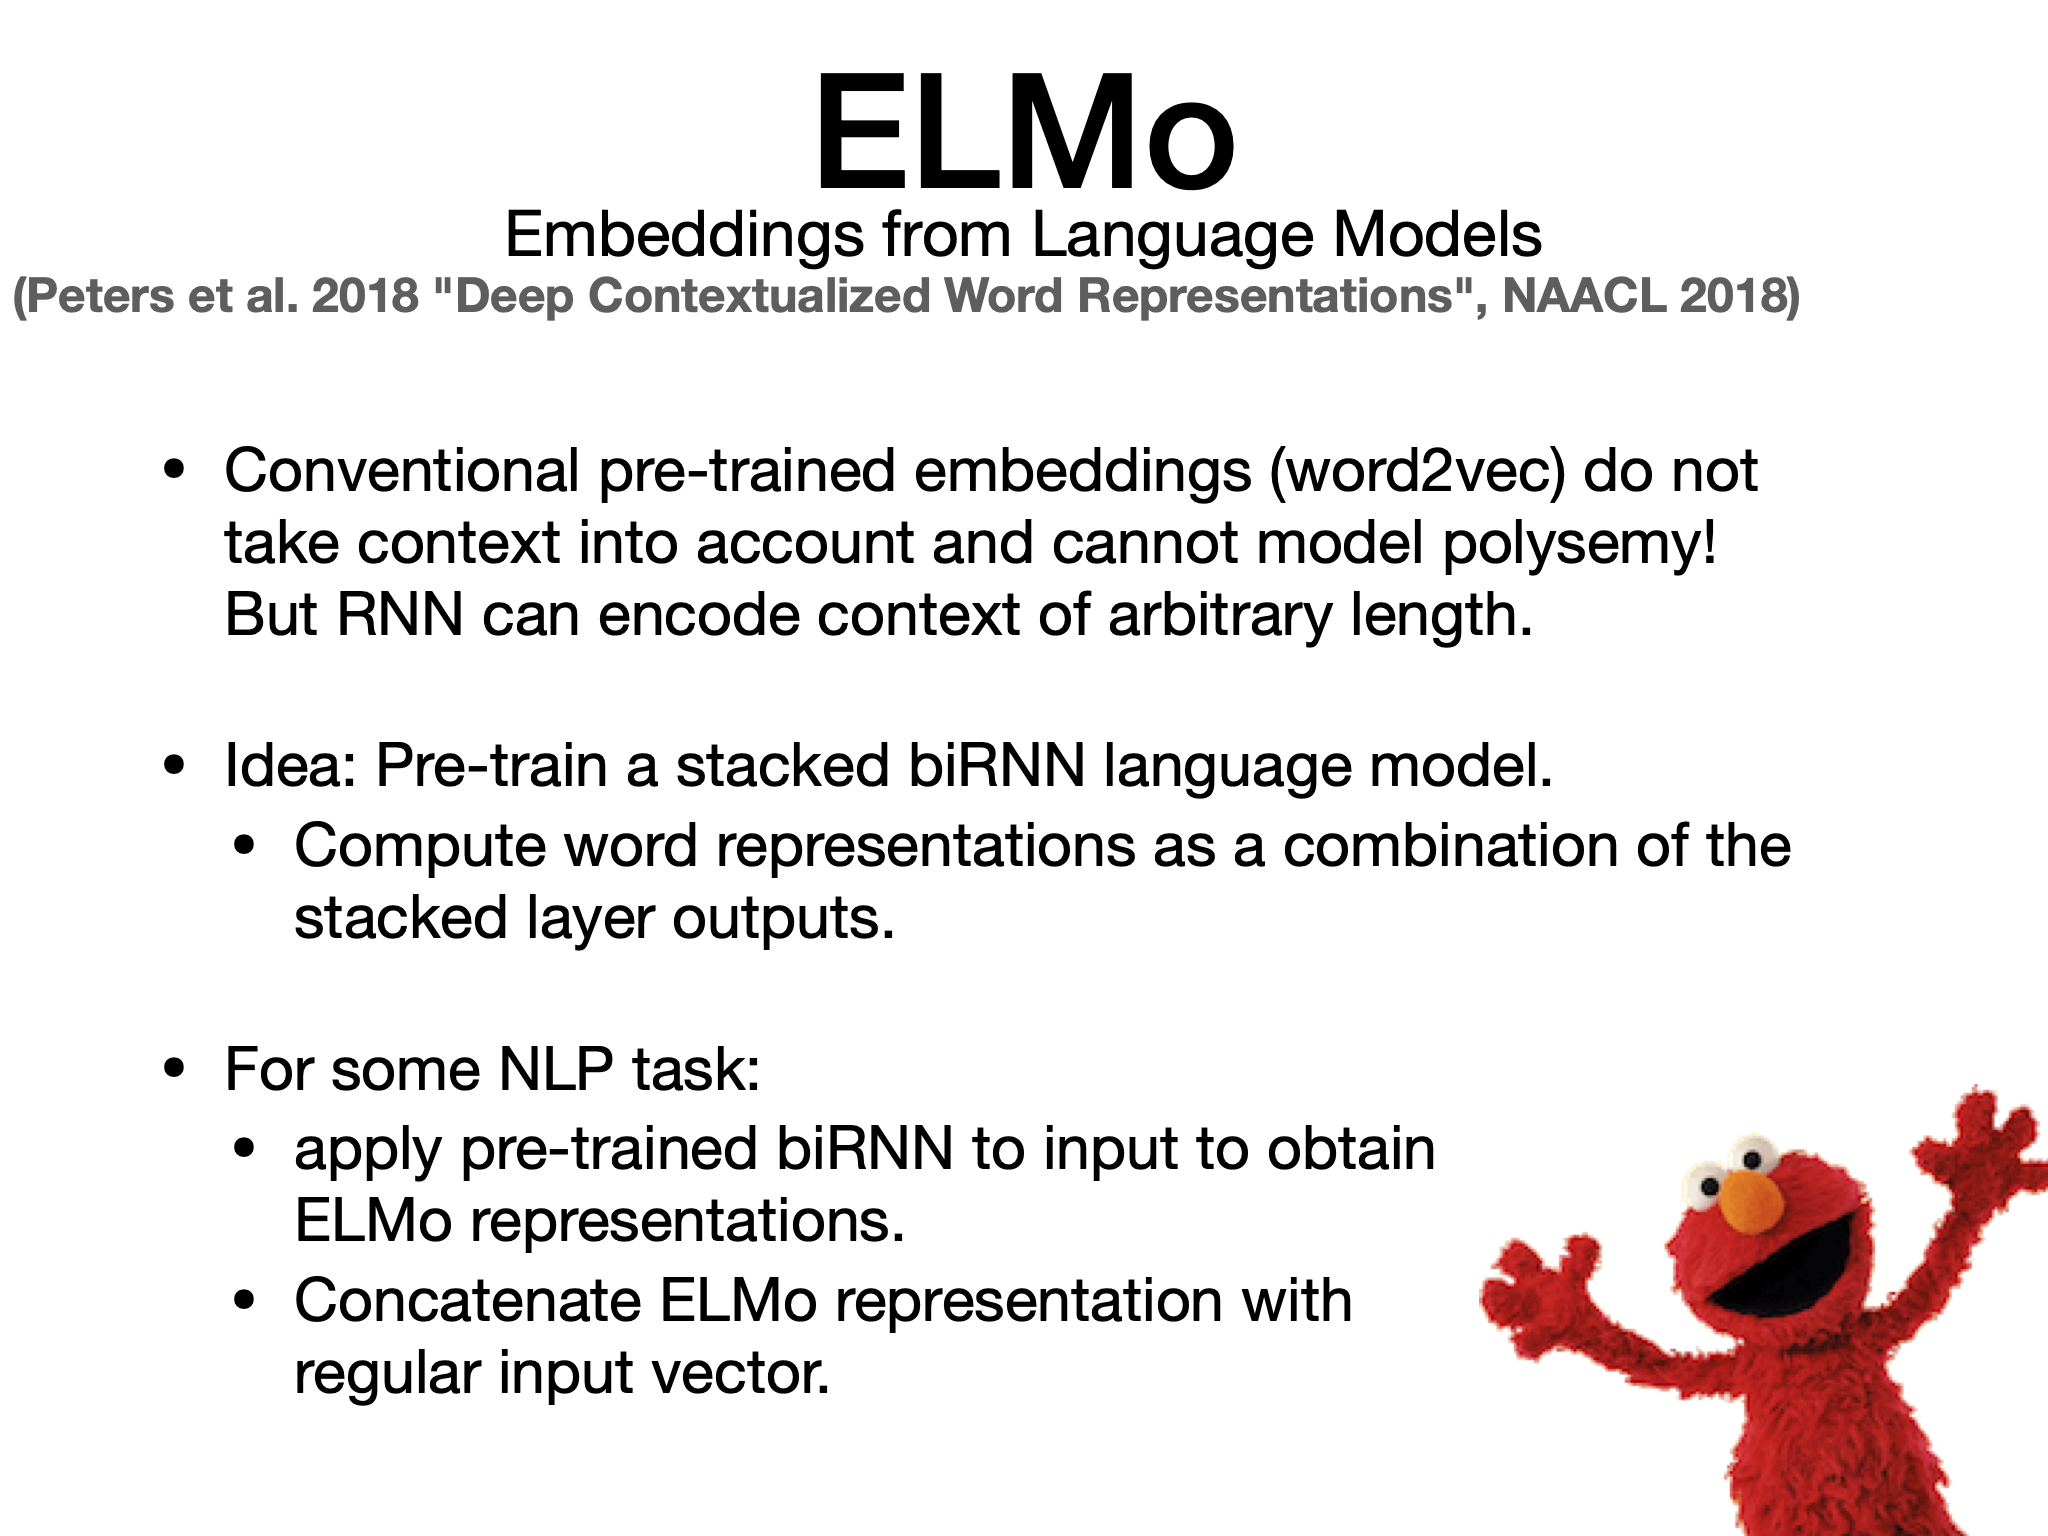 ELMo
Embeddings from Language Models
(Peters et al. 2018 "Deep Contextualized Word Representations", NAACL 2018)
• Conventional pre-trained embeddings (word2vec) do not
take context into account and cannot model polysemy!
But RNN can encode context of arbitrary length.
• Idea: Pre-train a stacked biRNN language model.
• Compute word representations as a combination of the
stacked layer outputs.
• For some NLP task:
• apply pre-trained biRNN to input to obtain
ELMo representations.
• Concatenate ELMo representation with
regular input vector.